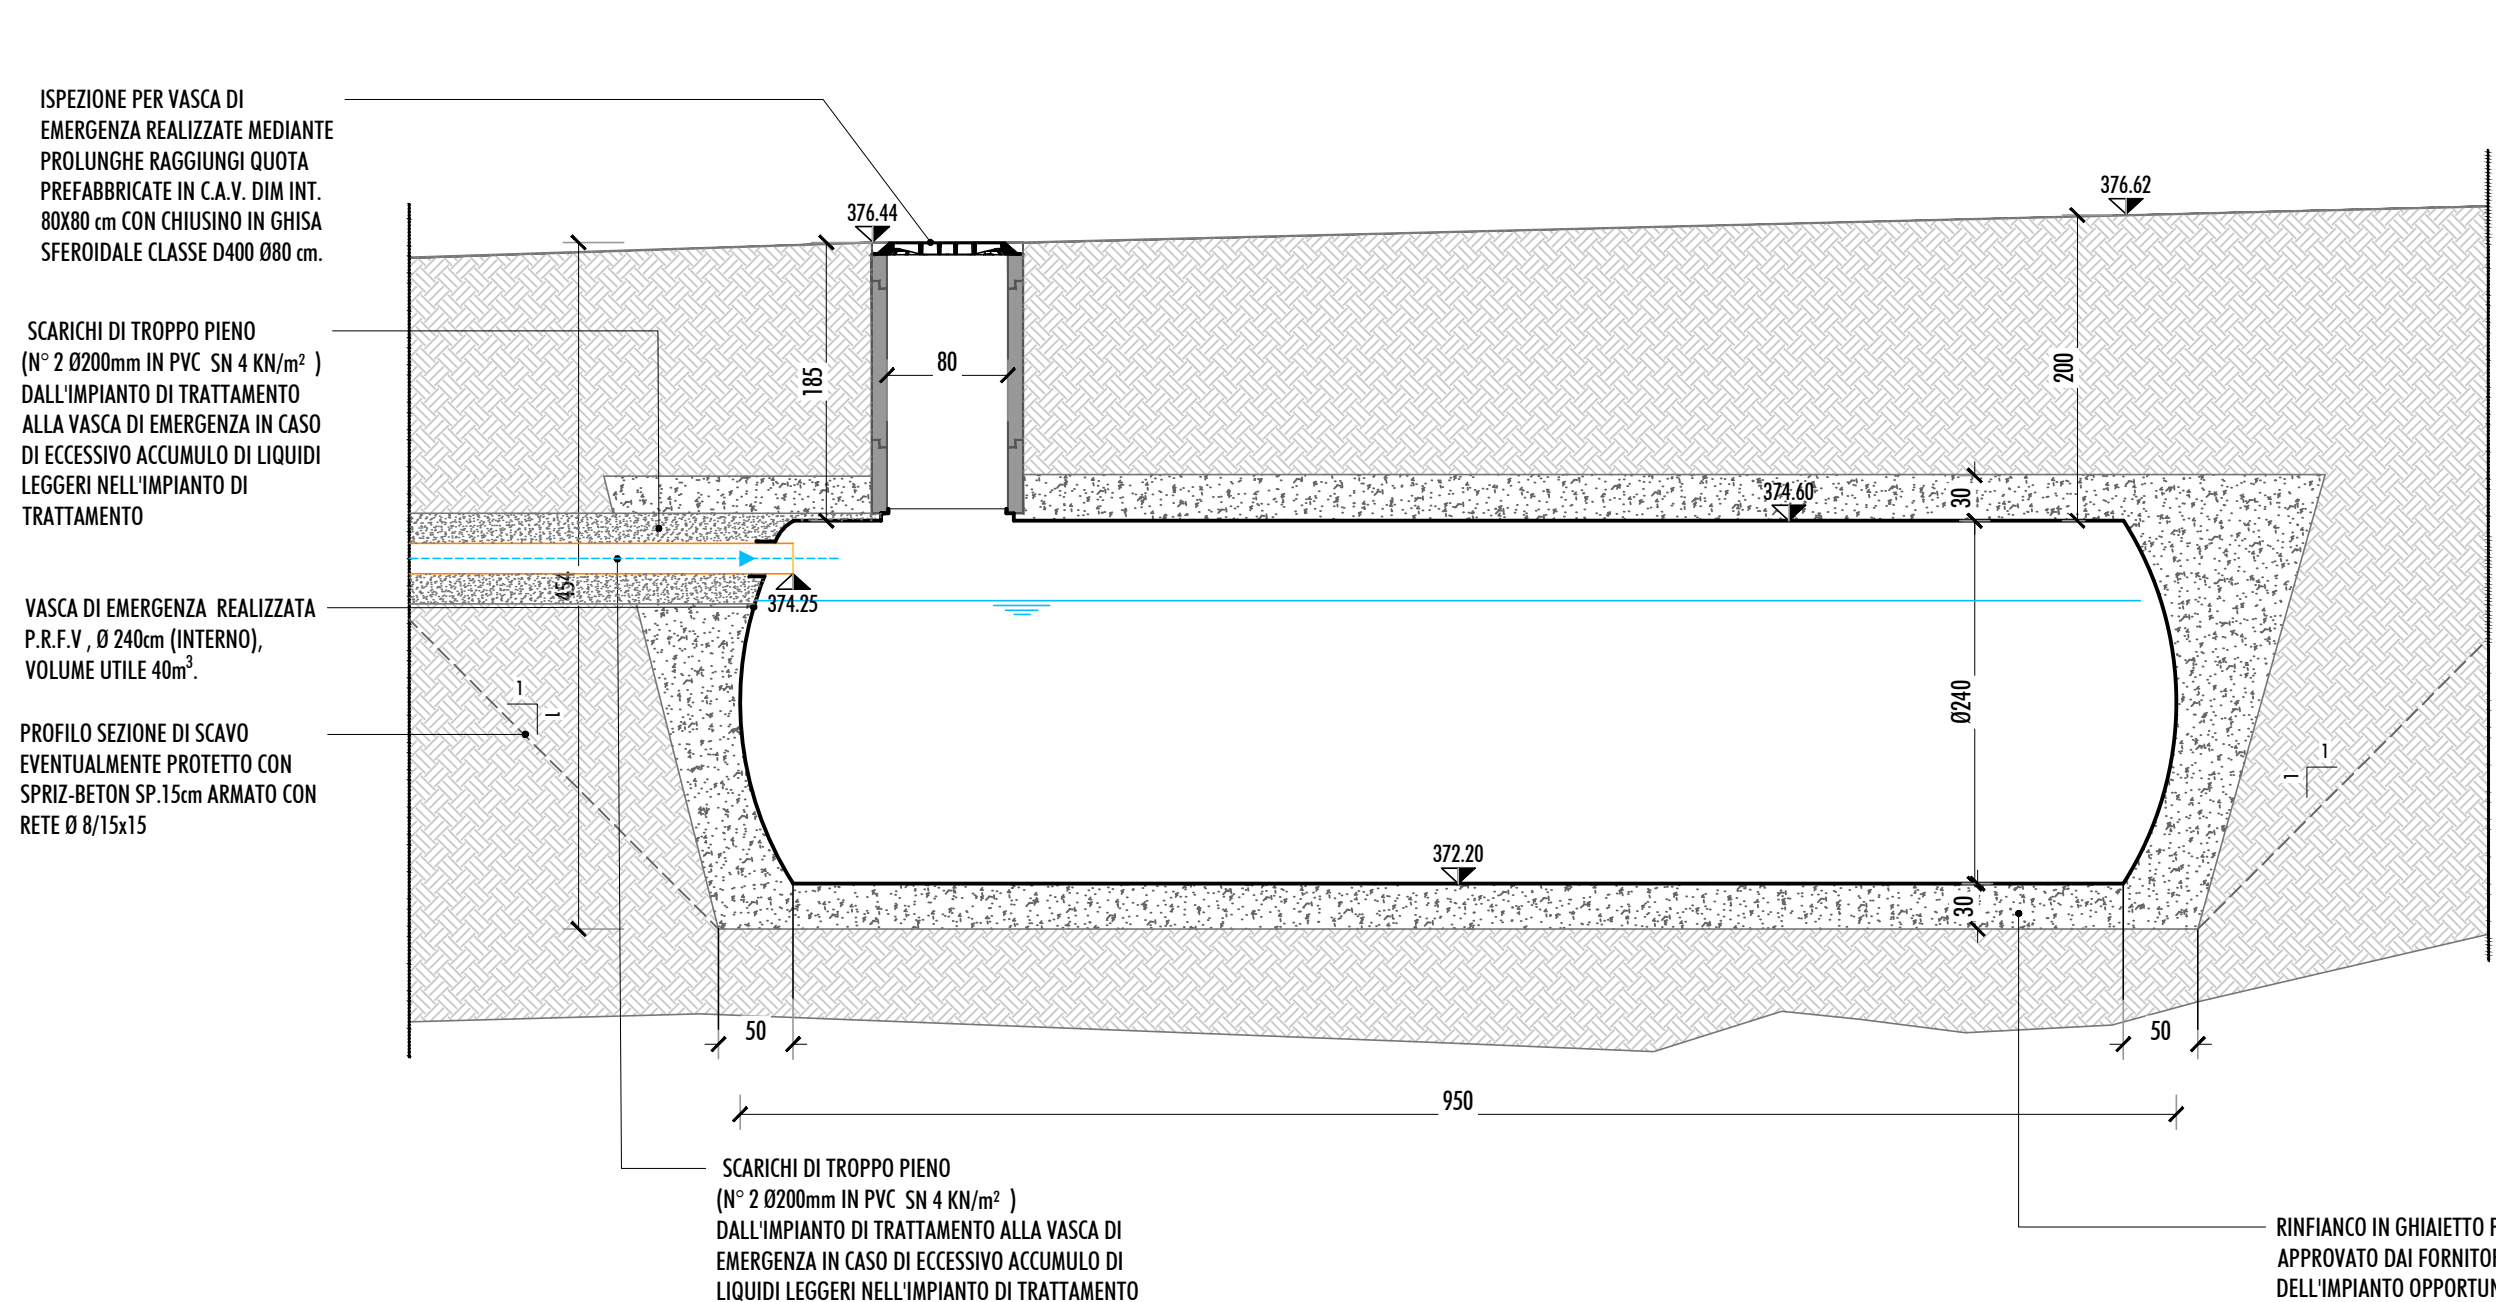 ISPEZIONE PER VASCA DI
EMERGENZA REALIZZATE MEDIANTE
PROLUNGHE RAGGIUNGI QUOTA
PREFABBRICATE IN C.A.V. DIM INT.
80X80 cm CON CHIUSINO IN GHISA
SFEROIDALE CLASSE D400 Ø80 cm.
SCARICHI DI TROPPO PIENO
(N° 2 Ø200mm IN PVC SN 4 KN/m² )
DALL'IMPIANTO DI TRATTAMENTO
ALLA VASCA DI EMERGENZA IN CASO
DI ECCESSIVO ACCUMULO DI LIQUIDI
LEGGERI NELL'IMPIANTO DI
TRATTAMENTO
VASCA DI EMERGENZA REALIZZATA
P.R.F.V , Ø 240cm (INTERNO),
VOLUME UTILE 40m³.
PROFILO SEZIONE DI SCAVO
EVENTUALMENTE PROTETTO CON
SPRIZ-BETON SP.15cm ARMATO CON
RETE Ø 8/15x15
376.44
376.62
185
80
200
374.60
30
454
374.25
Ø240
1
1
1
1
372.20
30
50
50
950
SCARICHI DI TROPPO PIENO
(N° 2 Ø200mm IN PVC SN 4 KN/m² )
DALL'IMPIANTO DI TRATTAMENTO ALLA VASCA DI
EMERGENZA IN CASO DI ECCESSIVO ACCUMULO DI
LIQUIDI LEGGERI NELL'IMPIANTO DI TRATTAMENTO
RINFIANCO IN GHIAIETTO
APPROVATO DAI
DELL'IMPIANTO